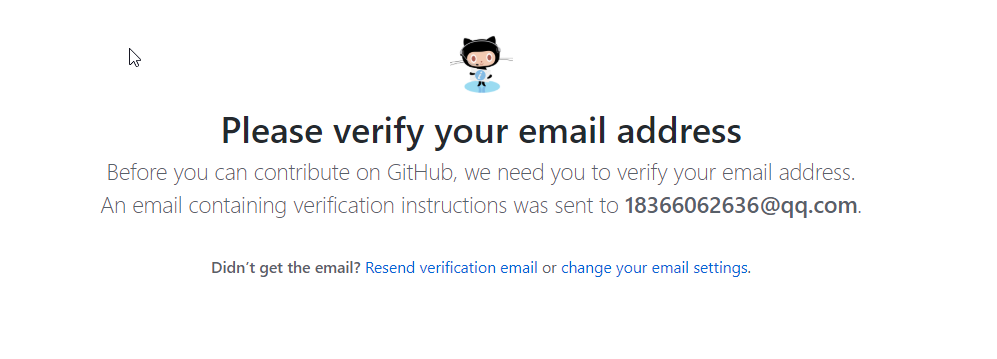 Please verify your email address
Before you can contribute on GitHub, we need you to verify your email address.
An email containing verification instructions was sent to 18366062636@qq.com.
Didn't get the email? Resend verification email or change your email settings.